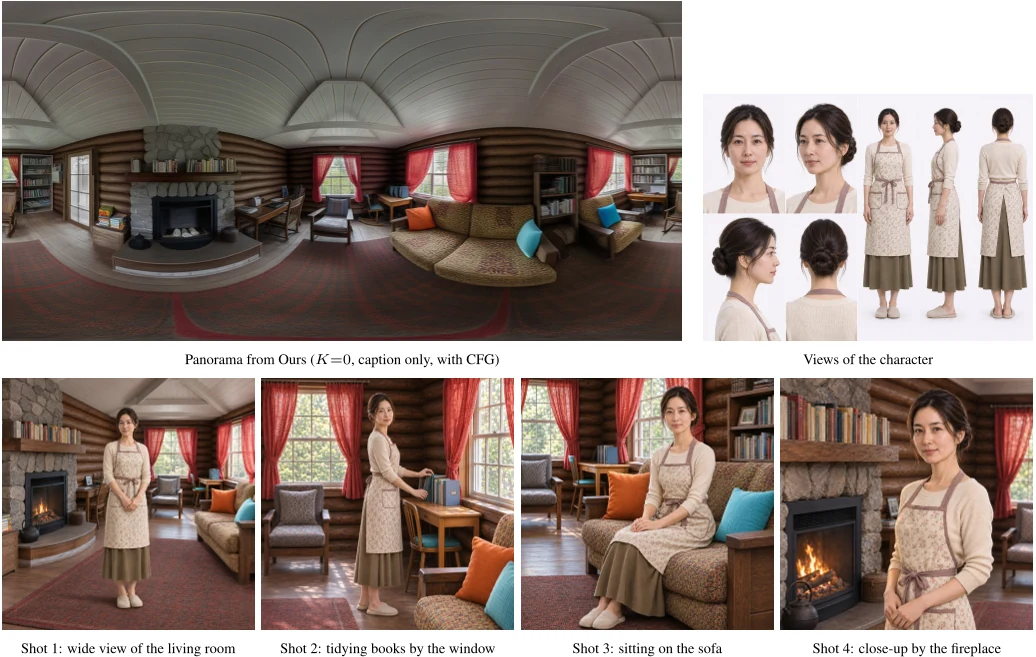 Panorama from Ours (K=0, caption only, with CFG)
Views of the character
Shot 1: wide view of the living room
Shot 2: tidying books by the window
Shot 3: sitting on the sofa
Shot 4: close-up by the fireplace